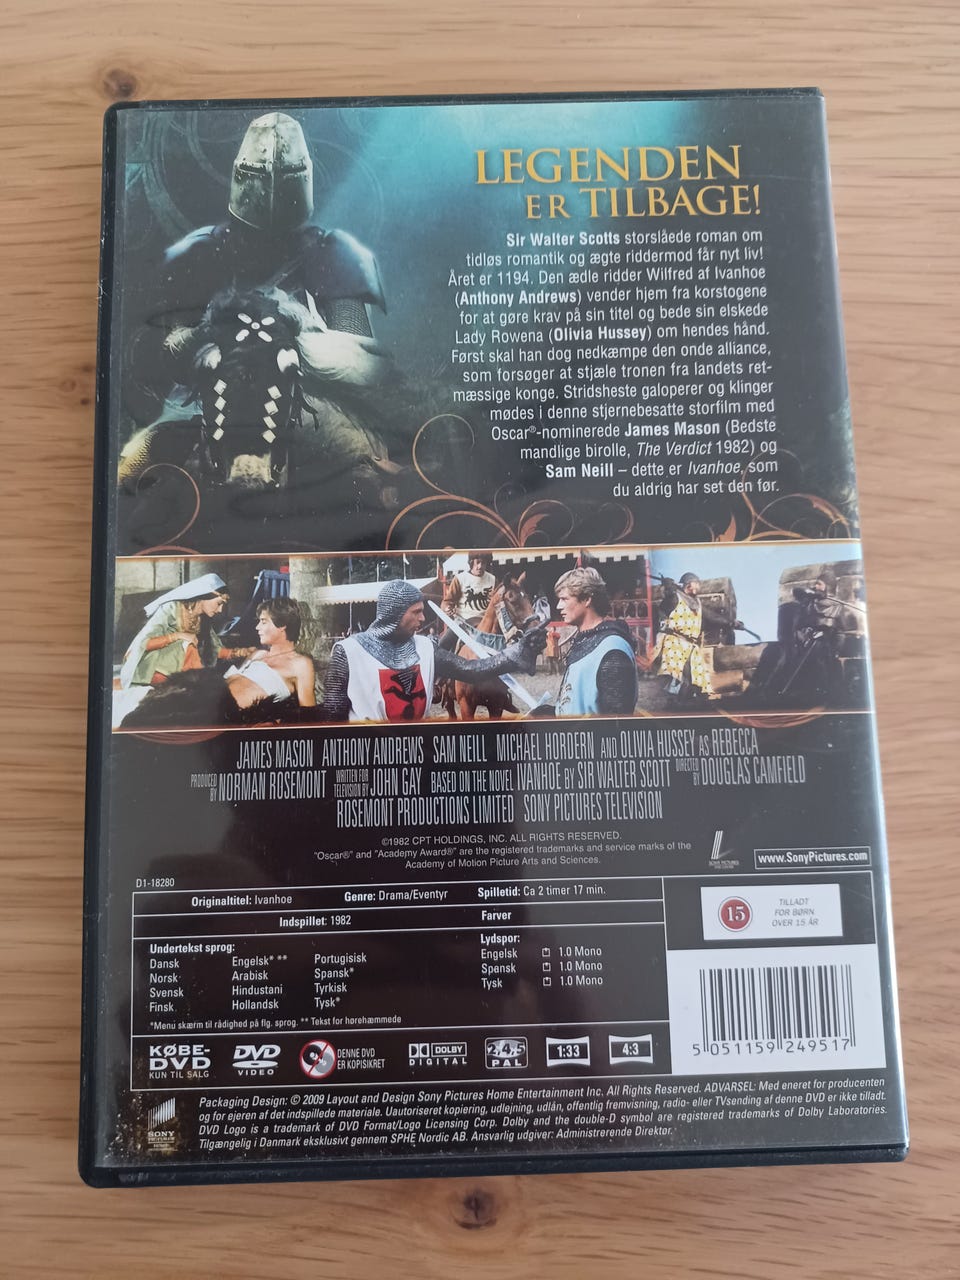 LEGENDEN
ER TILBAGE!
Sir Walter Scotts storslåede roman om
tidløs romantik og ægte riddermod får nyt liv!
Året er 1194. Den ædle ridder Wilfred af Ivanhoe
(Anthony Andrews) vender hjem fra korstogene
for at gøre krav på sin titel og bede sin elskede
Lady Rowena (Olivia Hussey) om hendes hånd.
Først skal han dog nedkæmpe den onde alliance,
som forsøger at stjæle tronen fra landets ret-
mæssige konge. Stridsheste galoperer og klinger
mødes i denne stjernebesatte storfilm med
Oscar®-nominerede James Mason (Bedste
mandlige birolle, The Verdict 1982) og
Sam Neill – dette er Ivanhoe, som
du aldrig har set den før.
JAMES MASON ANTHONY ANDREWS SAM NEILL MICHAEL HORDERN AND OLIVIA HUSSEY AS REBECCA
PRODUCED BY NORMAN ROSEMONT WRITTEN FOR TELEVISION BY JOHN GAY BASED ON THE NOVEL IVANHOE BY SIR WALTER SCOTT DIRECTED BY DOUGLAS CAMFIELD
ROSEMONT PRODUCTIONS LIMITED SONY PICTURES TELEVISION
©1982 CPT HOLDINGS, INC. ALL RIGHTS RESERVED.
"Oscar®" and "Academy Award®" are the registered trademarks and service marks of the
Academy of Motion Picture Arts and Sciences.
SONY PICTURES
www.SonyPictures.com
D1-18280
Originaltitel: Ivanhoe Genre: Drama/Eventyr Spilletid: Ca 2 timer 17 min.
Indspillet: 1982 Farver
Undertekst sprog:
Dansk Engelsk* ** Portugisisk
Norsk Arabisk Spansk*
Svensk Hindustani Tyrkisk
Finsk Hollandsk Tysk*
*Menu skærm til rådighed på flg. sprog. ** Tekst for hørehæmmede
Lydspor:
Engelsk 1.0 Mono
Spansk 1.0 Mono
Tysk 1.0 Mono
15
TILLADT
FOR BØRN
OVER 15 ÅR
5 051159 249517
KØBE-
DVD
KUN TIL SALG
DVD
VIDEO
DENNE DVD
ER KOPISIKRET
DOLBY
DIGITAL
2,4,5
PAL
1:33
4:3
SONY
PICTURES
Packaging Design: © 2009 Layout and Design Sony Pictures Home Entertainment Inc. All Rights Reserved. ADVARSEL: Med eneret for producenten
og for ejeren af det indspillede materiale. Uautoriseret kopiering, udlejning, udlån, offentlig fremvisning, radio- eller TVsending af denne DVD er ikke tilladt.
DVD Logo is a trademark of DVD Format/Logo Licensing Corp. Dolby and the double-D symbol are registered trademarks of Dolby Laboratories.
Tilgængelig i Danmark eksklusivt gennem SPHE Nordic AB. Ansvarlig udgiver: Administrerende Direktør.